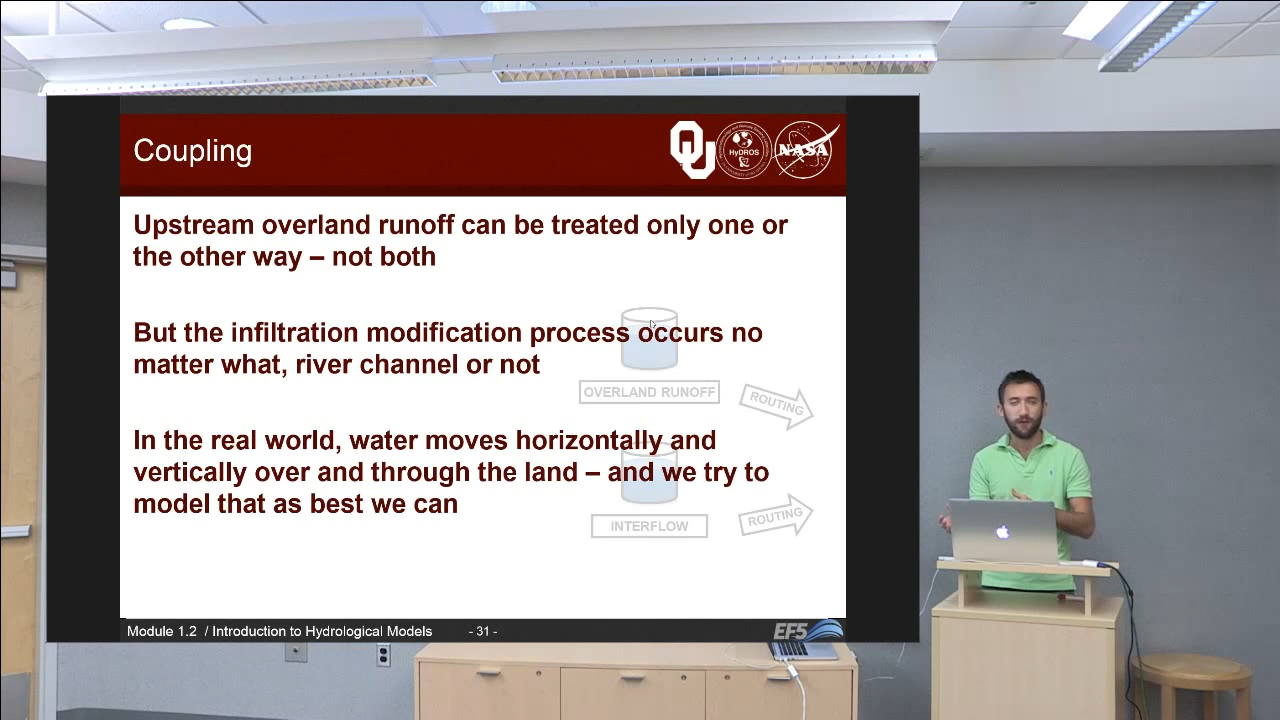 Coupling
OU
HyDROS
NASA
Upstream overland runoff can be treated only one or
the other way – not both
But the infiltration modification process occurs no
matter what, river channel or not
OVERLAND RUNOFF
ROUTING
In the real world, water moves horizontally and
vertically over and through the land – and we try to
model that as best we can
INTERFLOW
ROUTING
Module 1.2 / Introduction to Hydrological Models - 31 -
EF5